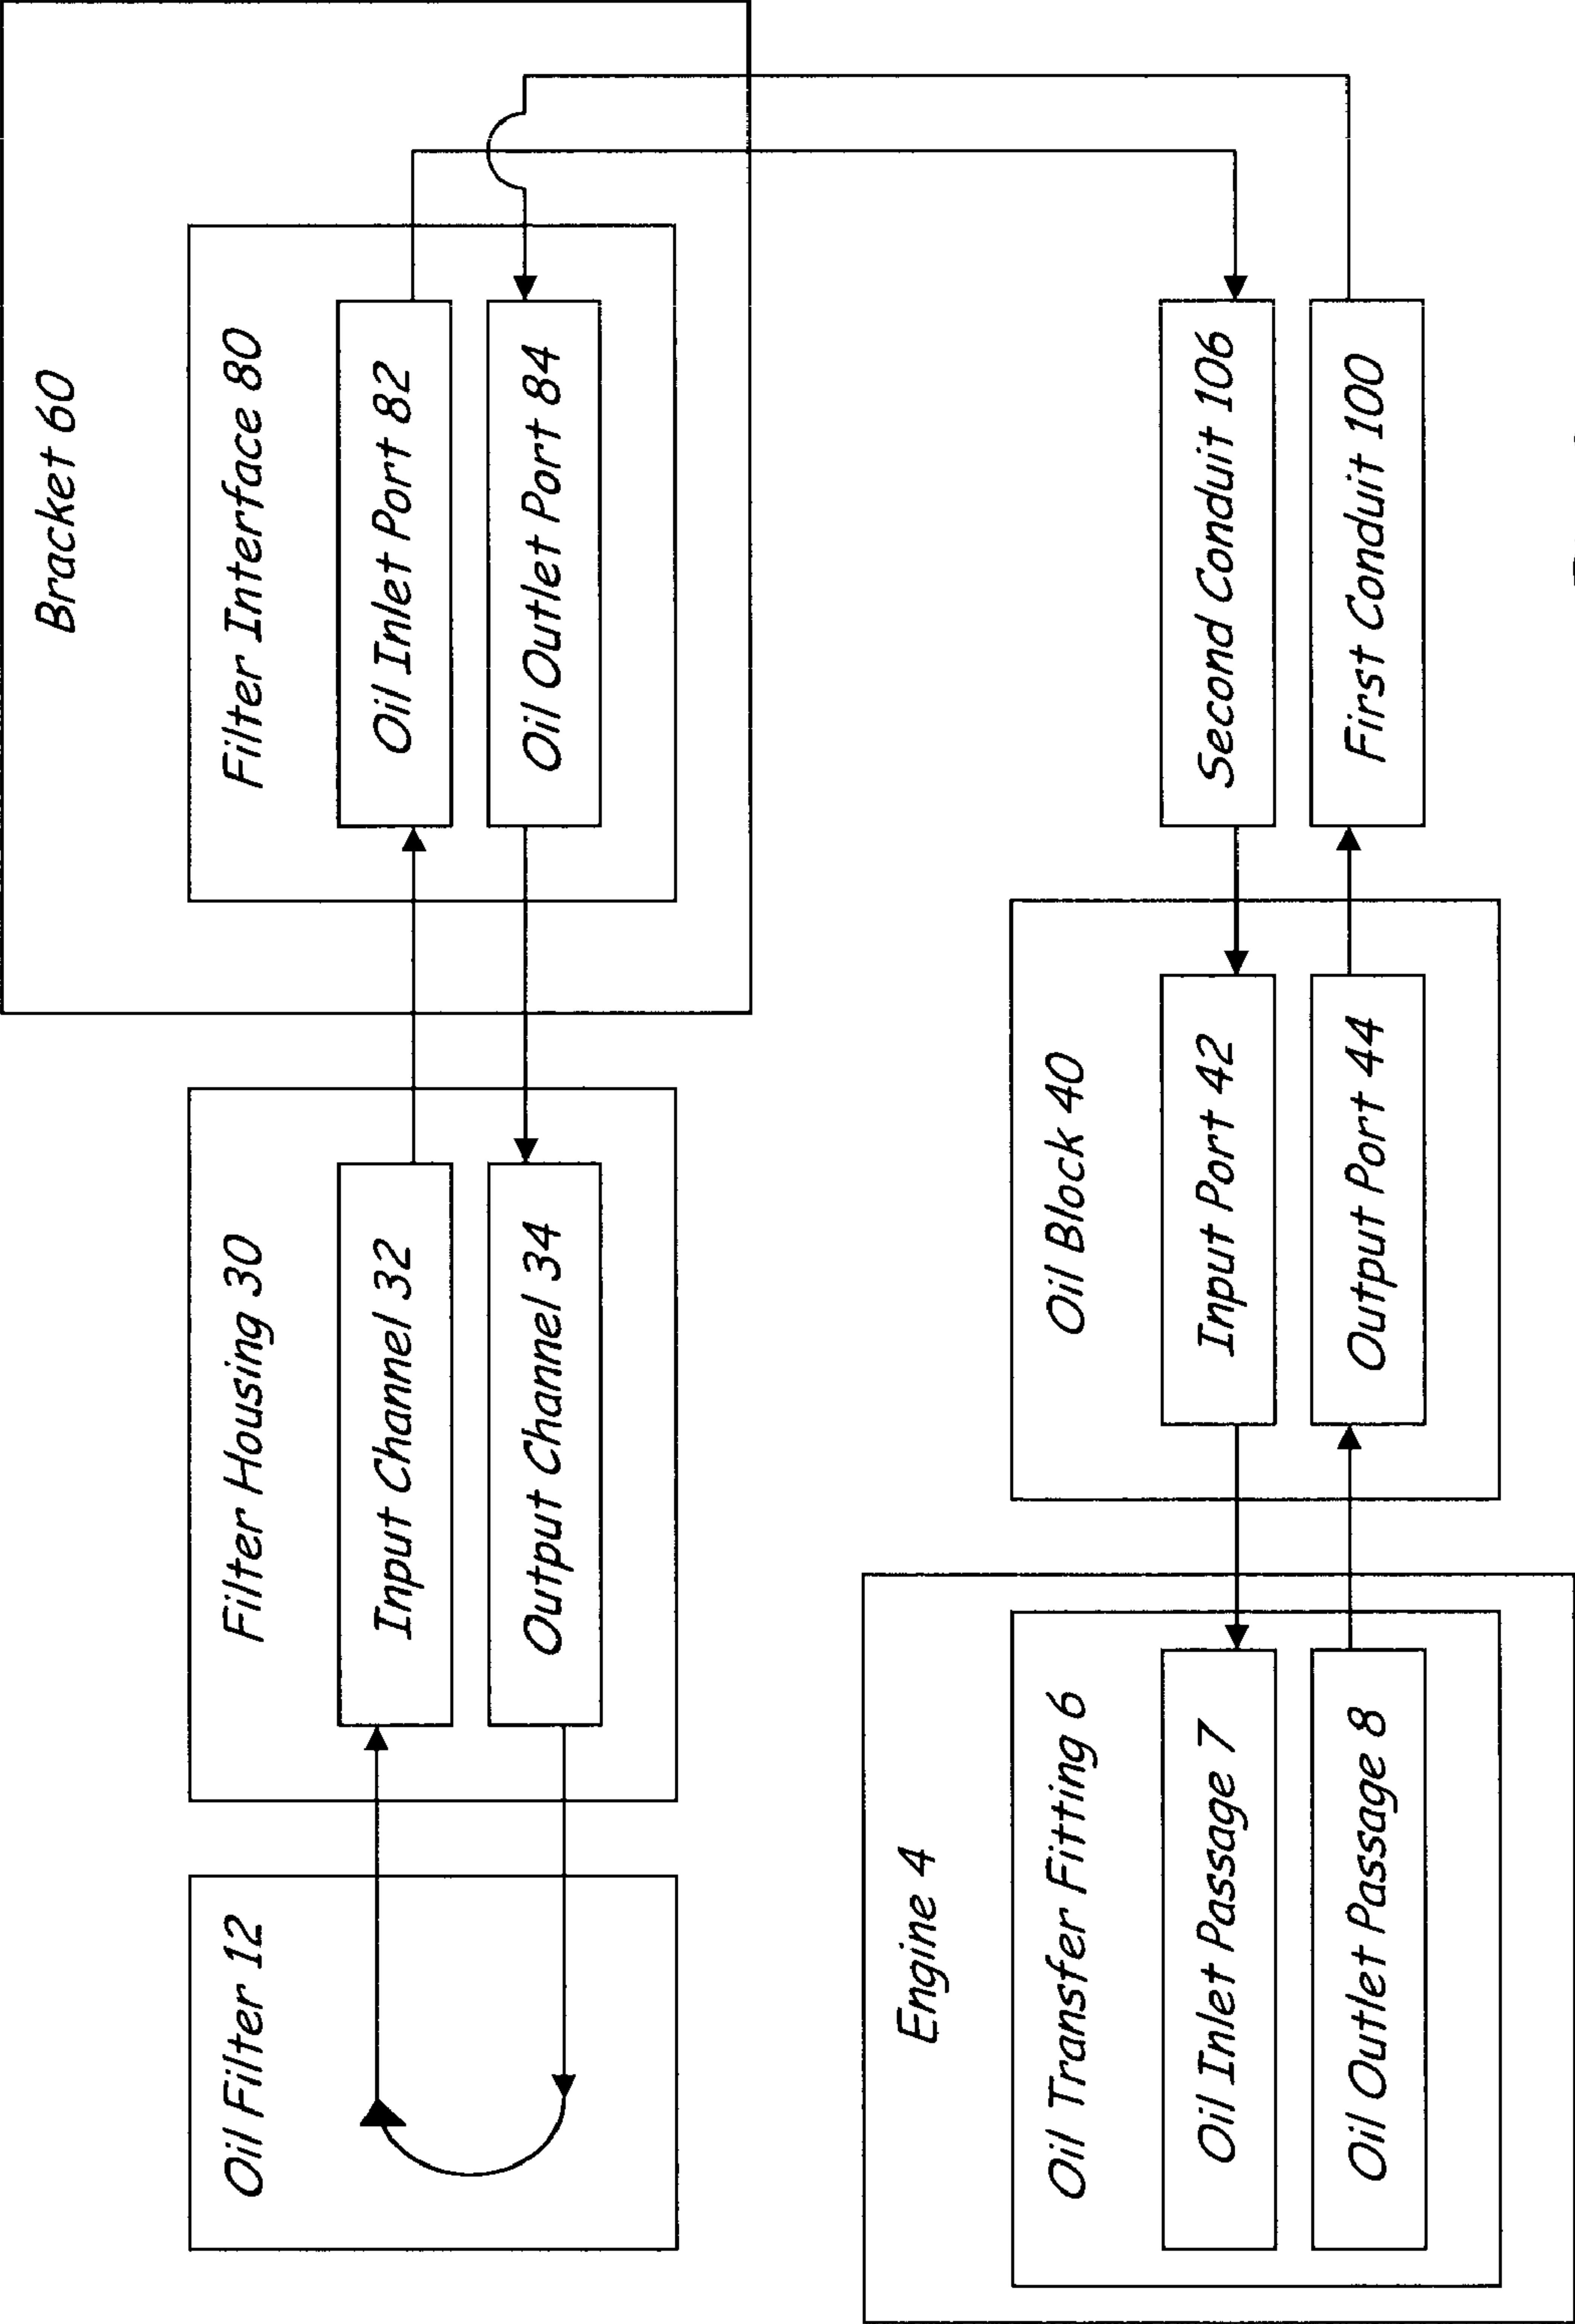 Bracket 60
Filter Interface 80
Oil Inlet Port 82
Oil Outlet Port 84
Filter Housing 30
Input Channel 32
Output Channel 34
Oil Filter 12
Second Conduit 106
First Conduit 100
Oil Block 40
Input Port 42
Output Port 44
Engine 4
Oil Transfer Fitting 6
Oil Inlet Passage 7
Oil Outlet Passage 8